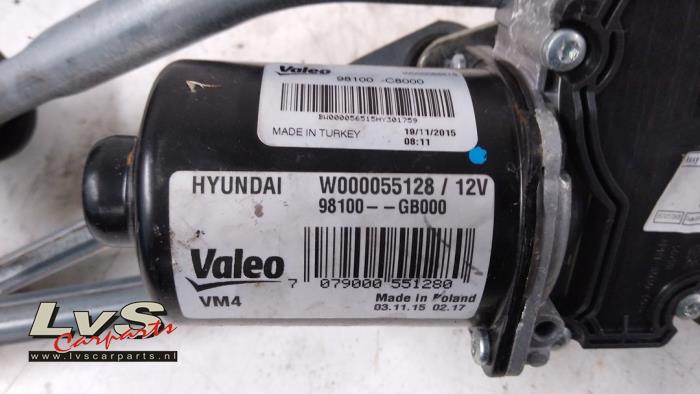 Valeo
98100 -C8000
BW000056515HY301759
MADE IN TURKEY 19/11/2015
08:11
HYUNDAI W000055128 / 12V
98100--GB000
Valeo
VM4
7 079000 551280
Made in Poland
03.11.15 02.17
LvS
Carparts
www.lvscarparts.nl